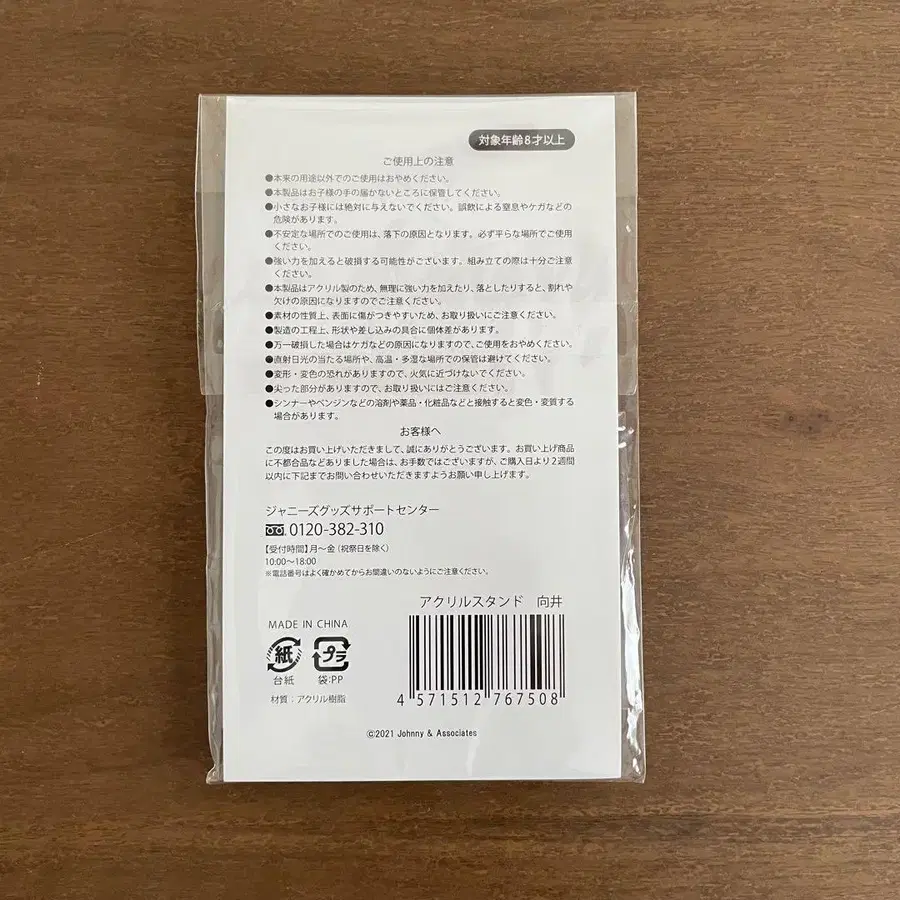 対象年齢8才以上
ご使用上の注意
●本来の用途以外でのご使用はおやめください。
●本製品はお子様の手の届かないところに保管してください。
●小さなお子様には絶対に与えないでください。誤飲による窒息やケガなどの
危険があります。
●不安定な場所でのご使用は、落下の原因となります。必ず平らな場所でご使用
ください。
●強い力を加えると破損する可能性がございます。組み立ての際は十分ご注意
ください。
●本製品はアクリル製のため、無理に強い力を加えたり、落としたりすると、割れや
欠けの原因になりますのでご注意ください。
●素材の性質上、表面に傷がつきやすいため、お取り扱いにご注意ください。
●製造の工程上、形状や差し込みの具合に個体差があります。
●万一破損した場合はケガなどの原因になりますので、ご使用をおやめください。
●直射日光の当たる場所や、高温・多湿な場所での保管は避けてください。
●変形・変色の恐れがありますので、火気に近づけないでください。
●尖った部分がありますので、お取り扱いにはご注意ください。
●シンナーやベンジンなどの溶剤や薬品・化粧品などと接触すると変色・変質する
場合があります。
お客様へ
この度はお買い上げいただきまして、誠にありがとうございます。お買い上げ商品
に不都合品などありました場合は、お手数ではございますが、ご購入日より2週間
以内に下記までお問い合わせいただきますようお願い申し上げます。
ジャニーズグッズサポートセンター
0120-382-310
【受付時間】月〜金（祝祭日を除く）
10:00〜18:00
※電話番号はよく確かめてからお間違いのないようにご注意ください。
アクリルスタンド　向井
MADE IN CHINA
紙 プラ
台紙 袋:PP
材質：アクリル樹脂
4 571512 767508
©2021 Johnny & Associates